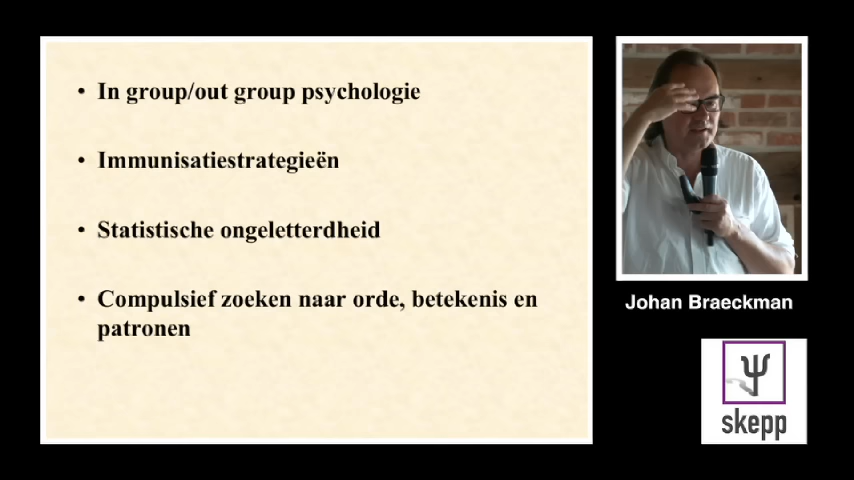 • In group/out group psychologie
• Immunisatiestrategieën
• Statistische ongeletterdheid
• Compulsief zoeken naar orde, betekenis en
patronen
Johan Braeckman
skepp